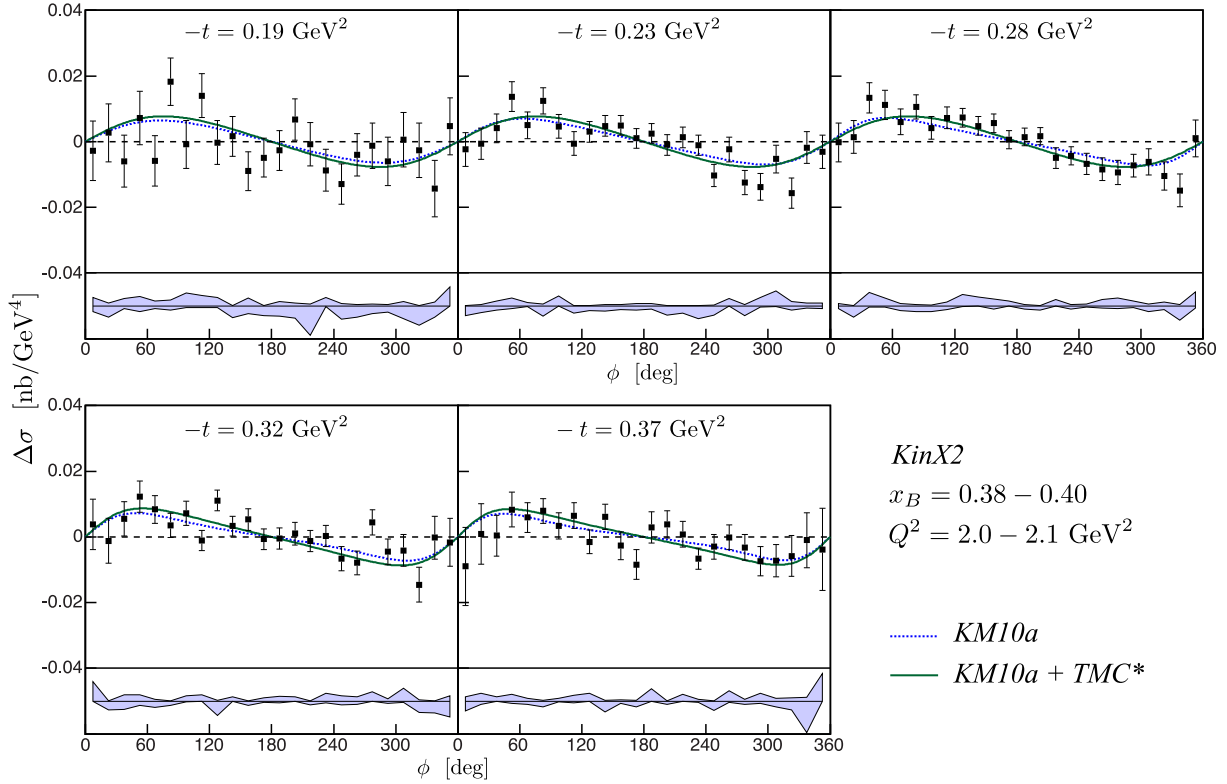 −t = 0.19 GeV²
−t = 0.23 GeV²
−t = 0.28 GeV²
0.04
0.02
0
-0.02
-0.04
0 60 120 180 240 300 0 60 120 180 240 300 0 60 120 180 240 300 360
ϕ [deg]
ϕ [deg]
Δσ [nb/GeV⁴]
−t = 0.32 GeV²
− t = 0.37 GeV²
0.04
0.02
0
-0.02
-0.04
0 60 120 180 240 300 0 60 120 180 240 300 360
ϕ [deg]
KinX2
x_B = 0.38 − 0.40
Q² = 2.0 − 2.1 GeV²
KM10a
KM10a + TMC*